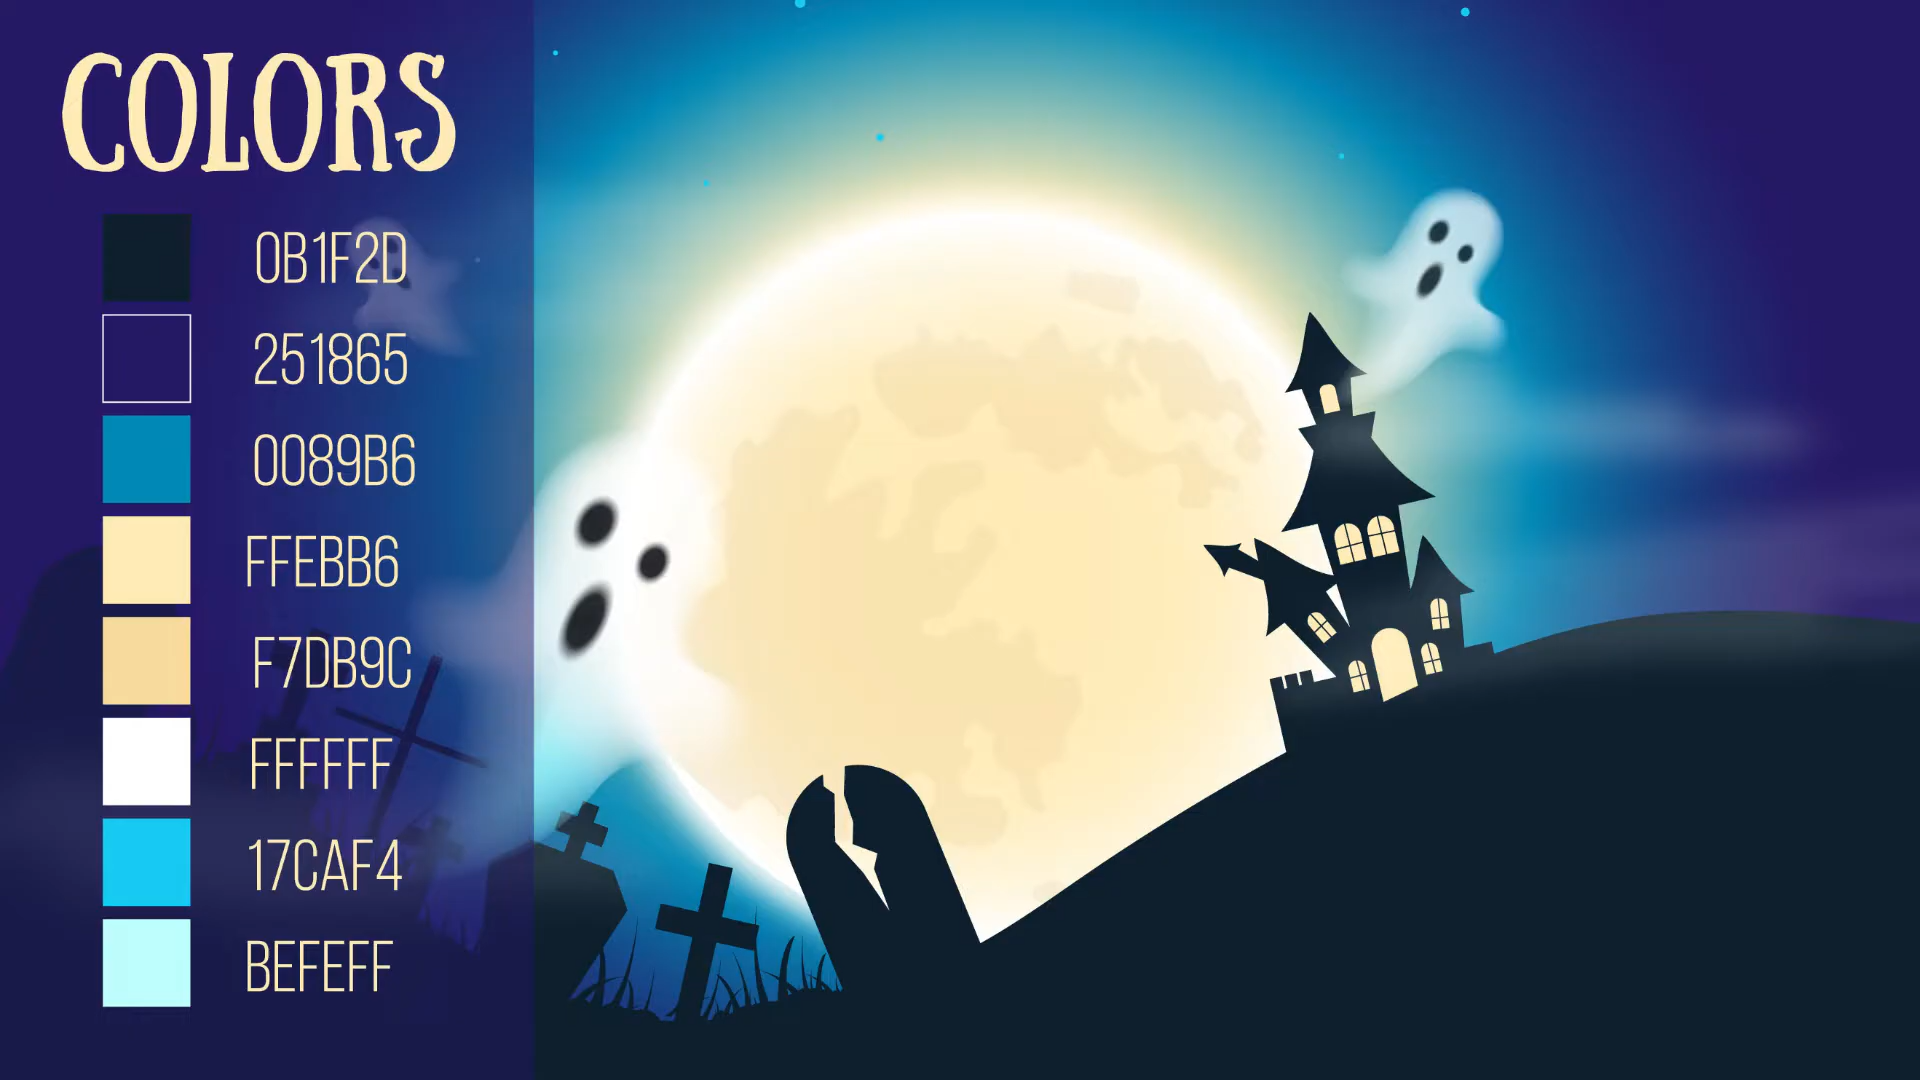 COLORS
0B1F2D
251865
0089B6
FFEBB6
F7DB9C
FFFFFF
17CAF4
BEFEFF